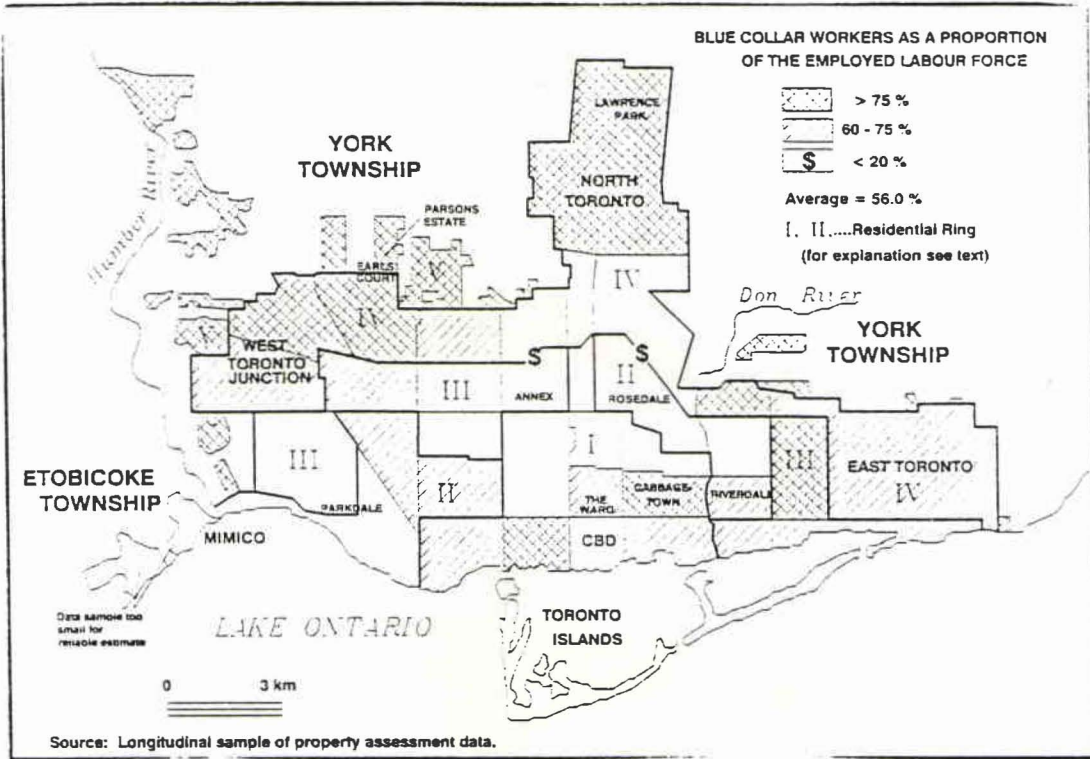 BLUE COLLAR WORKERS AS A PROPORTION
OF THE EMPLOYED LABOUR FORCE
> 75 %
60 - 75 %
$ < 20 %
Average = 56.0 %
I, II.....Residential Ring
(for explanation see text)
LAWRENCE
PARK
YORK
TOWNSHIP
Humber River
NORTH
TORONTO
PARSONS
ESTATE
EARLS
COURT
V
IV
Don River
YORK
TOWNSHIP
IV
V
$
$
WEST
TORONTO
JUNCTION
III
ANNEX
II
ROSEDALE
I
III
III
EAST TORONTO
IV
ETOBICOKE
TOWNSHIP
II
THE
WARD
CABBAGE-
TOWN
RIVERDALE
PARKDALE
MIMICO
CBD
Data sample too
small for
reliable estimate
LAKE ONTARIO
TORONTO
ISLANDS
0 3 km
Source: Longitudinal sample of property assessment data.